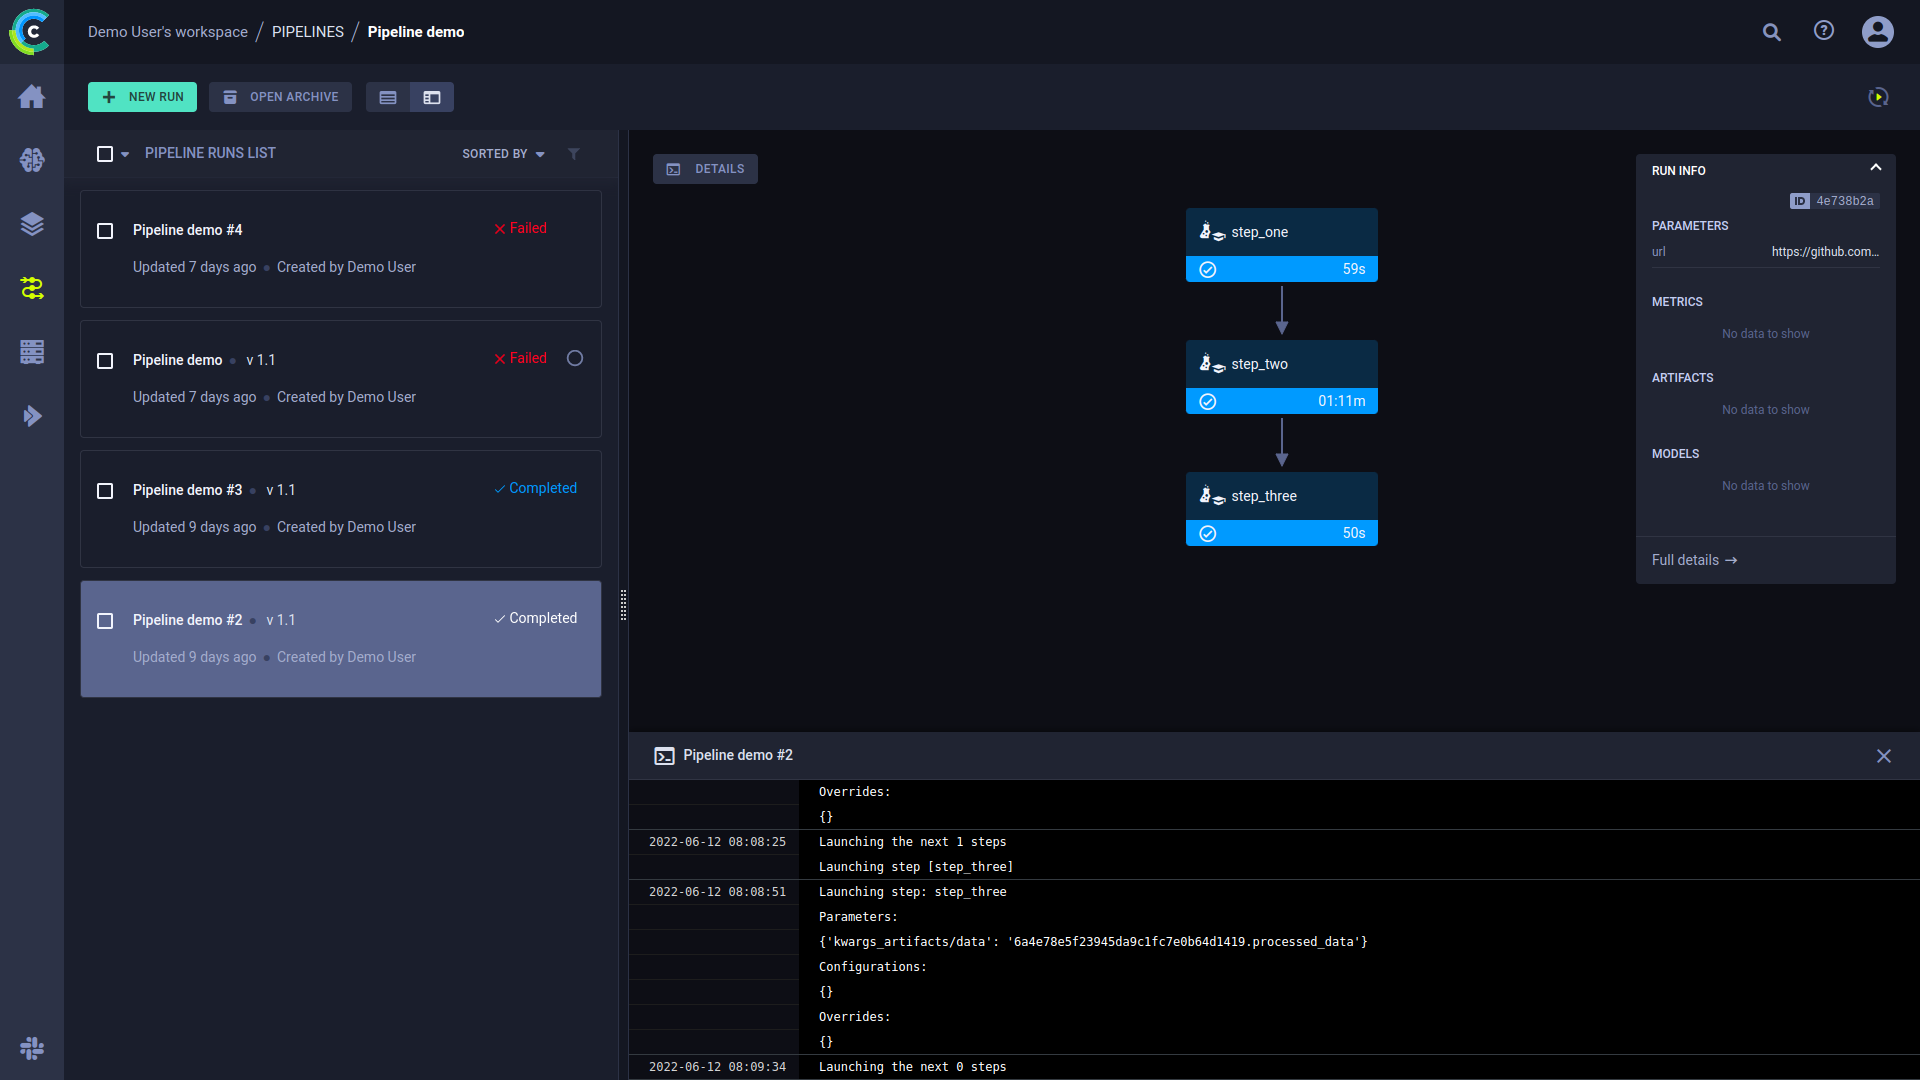 Demo User's workspace / PIPELINES / Pipeline demo
NEW RUN
OPEN ARCHIVE
PIPELINE RUNS LIST
SORTED BY
Pipeline demo #4
Failed
Updated 7 days ago • Created by Demo User
Pipeline demo • v 1.1
Failed
Updated 7 days ago • Created by Demo User
Pipeline demo #3 • v 1.1
Completed
Updated 9 days ago • Created by Demo User
Pipeline demo #2 • v 1.1
Completed
Updated 9 days ago • Created by Demo User
DETAILS
step_one
59s
step_two
01:11m
step_three
50s
RUN INFO
ID 4e738b2a
PARAMETERS
url https://github.com...
METRICS
No data to show
ARTIFACTS
No data to show
MODELS
No data to show
Full details →
Pipeline demo #2
Overrides:
{}
2022-06-12 08:08:25 Launching the next 1 steps
Launching step [step_three]
2022-06-12 08:08:51 Launching step: step_three
Parameters:
{'kwargs_artifacts/data': '6a4e78e5f23945da9c1fc7e0b64d1419.processed_data'}
Configurations:
{}
Overrides:
{}
2022-06-12 08:09:34 Launching the next 0 steps